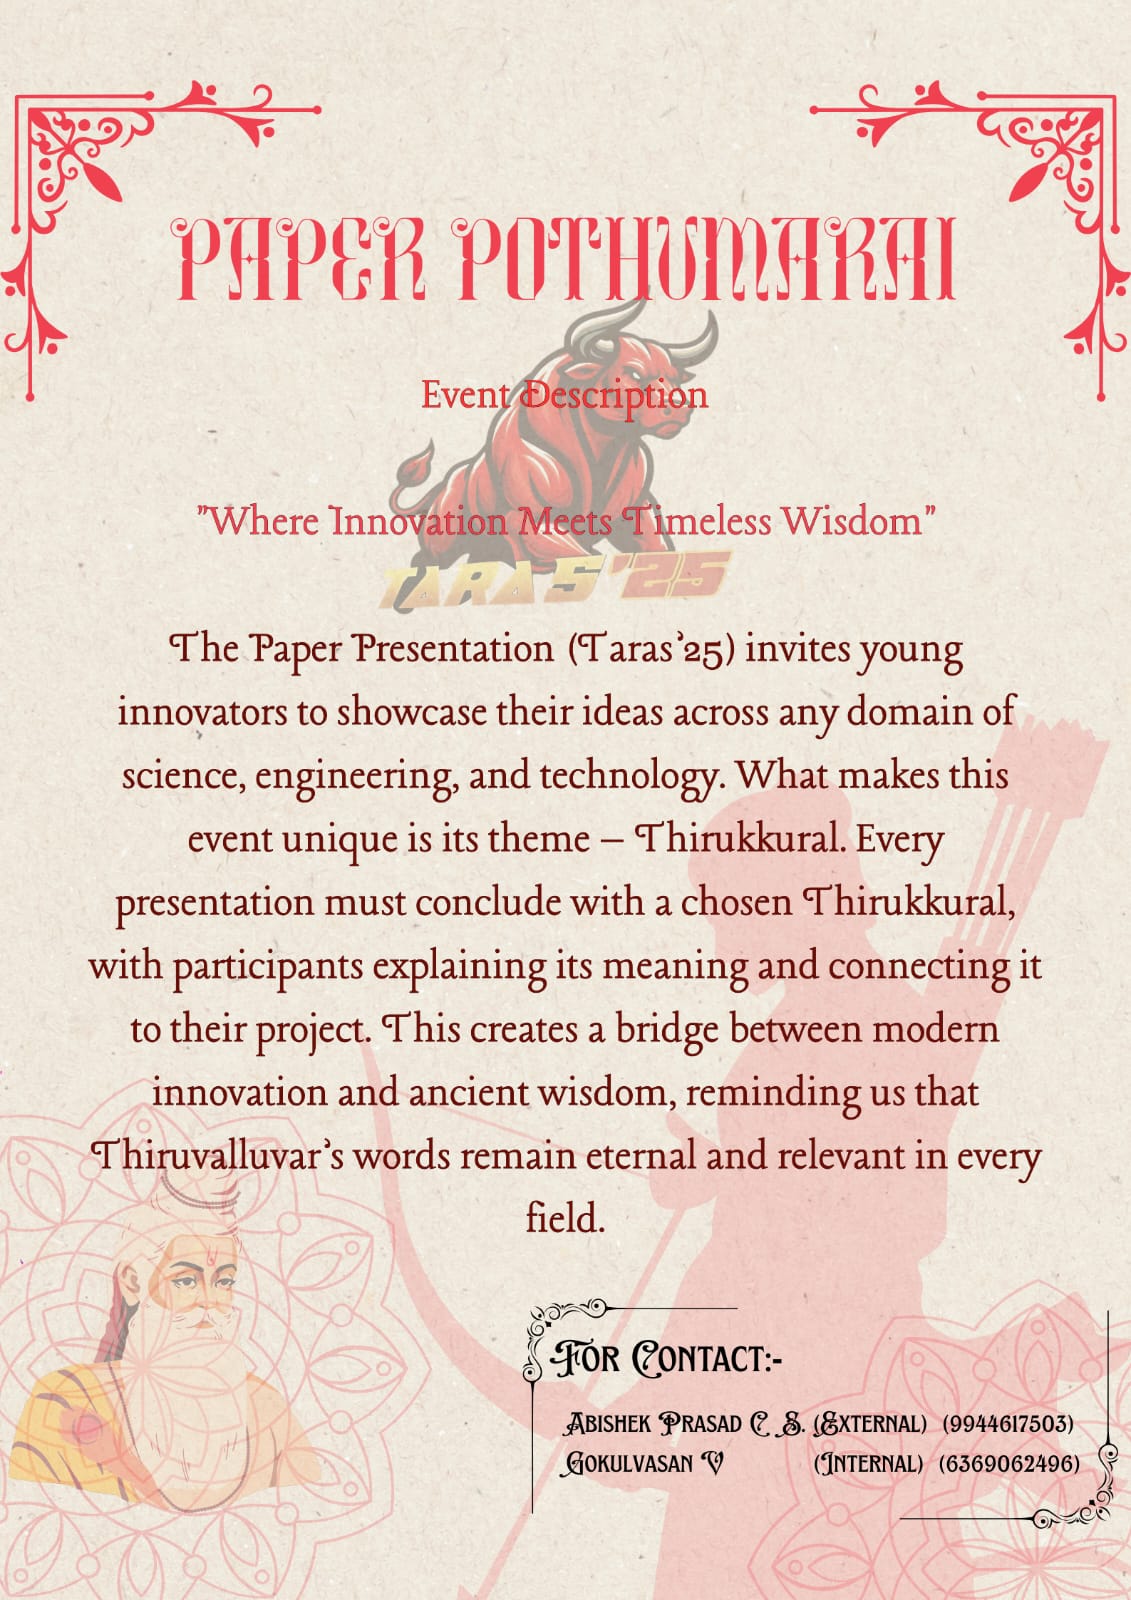 PAPER POTHUMARAI
Event Description
"Where Innovation Meets Timeless Wisdom"
TARAS'25
The Paper Presentation (Taras'25) invites young
innovators to showcase their ideas across any domain of
science, engineering, and technology. What makes this
event unique is its theme – Thirukkural. Every
presentation must conclude with a chosen Thirukkural,
with participants explaining its meaning and connecting it
to their project. This creates a bridge between modern
innovation and ancient wisdom, reminding us that
Thiruvalluvar's words remain eternal and relevant in every
field.
For Contact:-
Abishek Prasad C. S. (External) (9944617503)
Gokulvasan V (Internal) (6369062496)